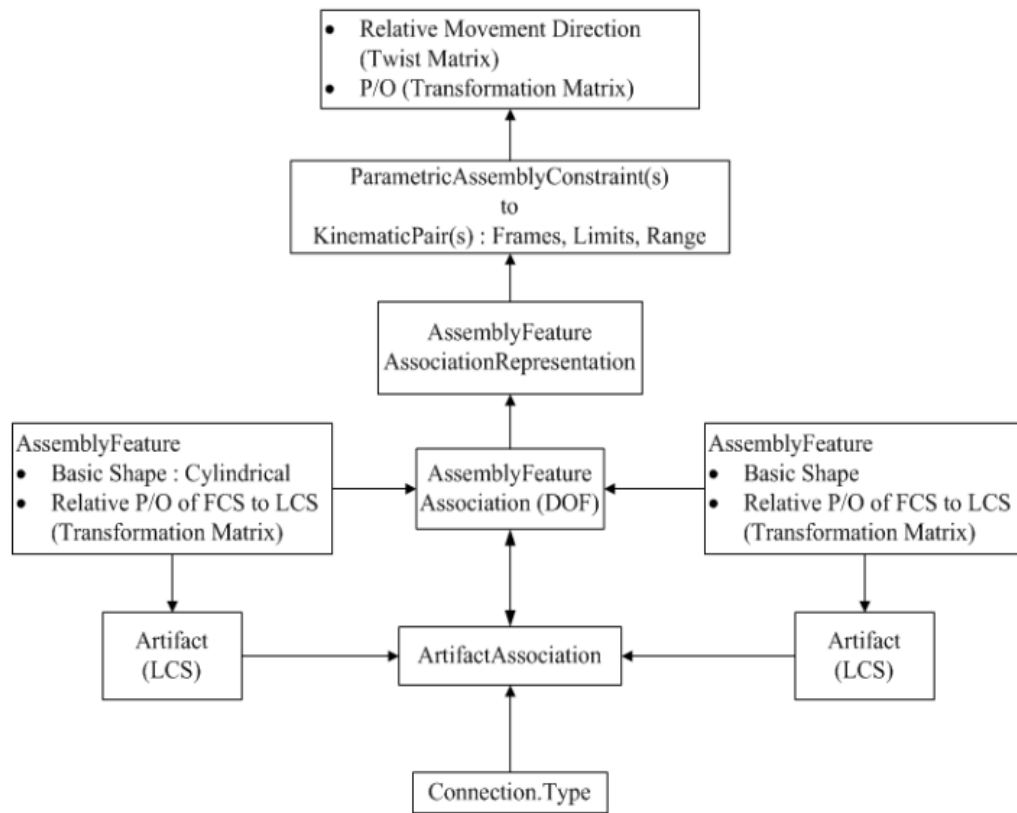 • Relative Movement Direction
(Twist Matrix)
• P/O (Transformation Matrix)
ParametricAssemblyConstraint(s)
to
KinematicPair(s) : Frames, Limits, Range
AssemblyFeature
AssociationRepresentation
AssemblyFeature
• Basic Shape : Cylindrical
• Relative P/O of FCS to LCS
(Transformation Matrix)
AssemblyFeature
Association (DOF)
AssemblyFeature
• Basic Shape
• Relative P/O of FCS to LCS
(Transformation Matrix)
Artifact
(LCS)
ArtifactAssociation
Artifact
(LCS)
Connection.Type